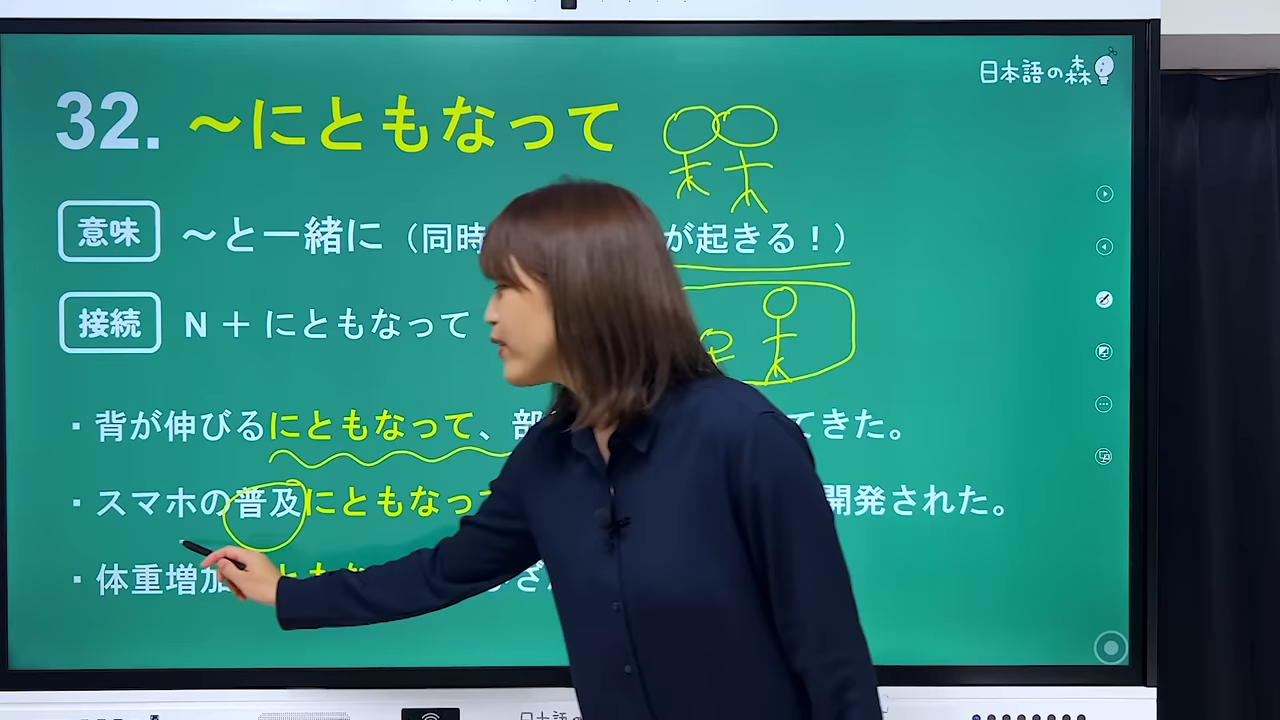 日本語の森
32. ～にともなって
意味 ～と一緒に（同時 が起きる！）
接続 N ＋ にともなって
・背が伸びるにともなって、部 てきた。
・スマホの普及にともなって 開発された。
・体重増加